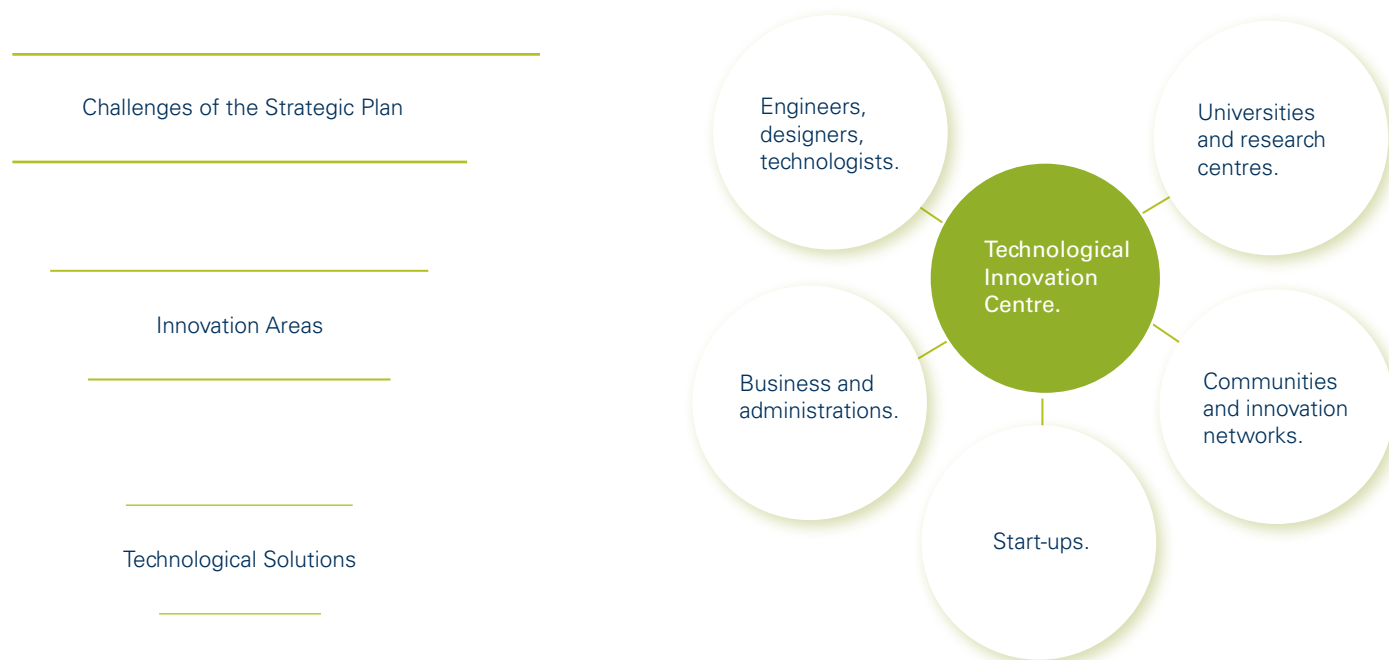 Challenges of the Strategic Plan
Innovation Areas
Technological Solutions
Engineers,
designers,
technologists.
Universities
and research
centres.
Technological
Innovation
Centre.
Business and
administrations.
Communities
and innovation
networks.
Start-ups.